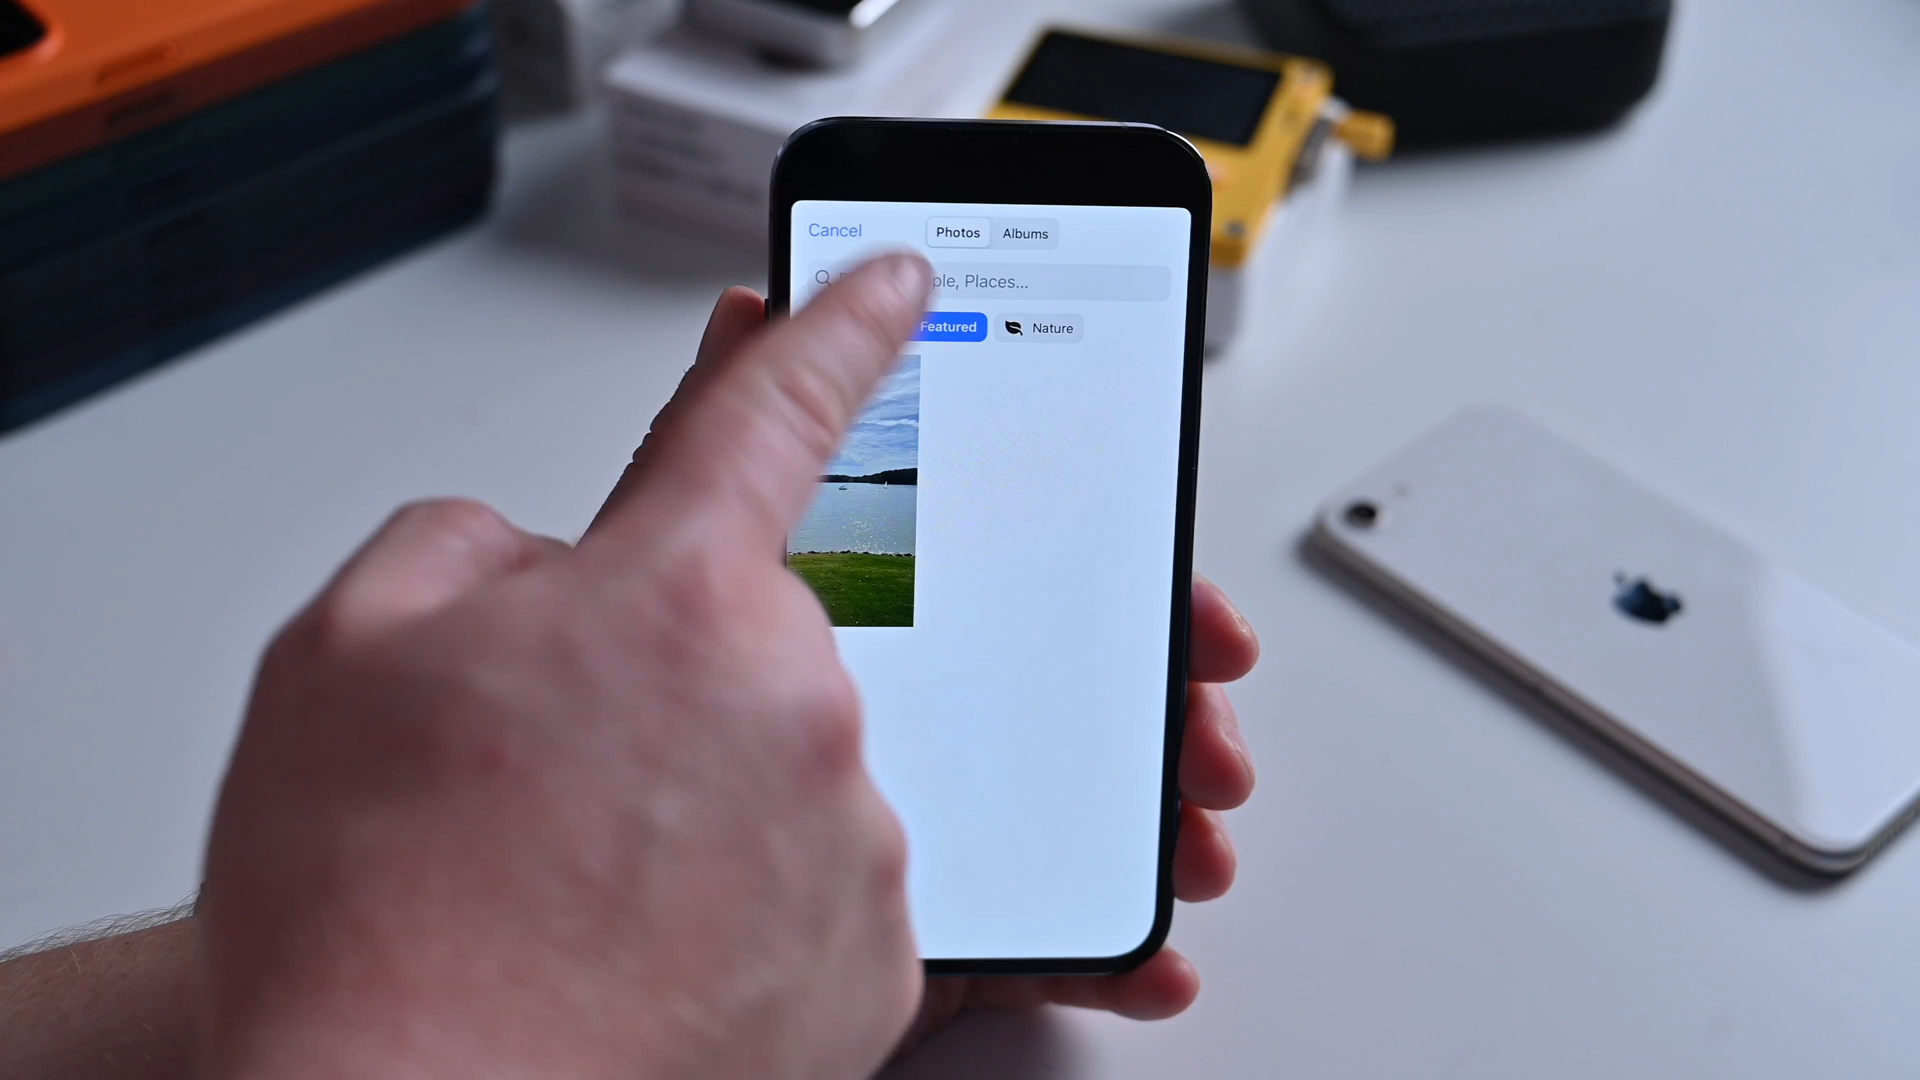 Cancel
Photos
Albums
ple, Places...
Featured
Nature